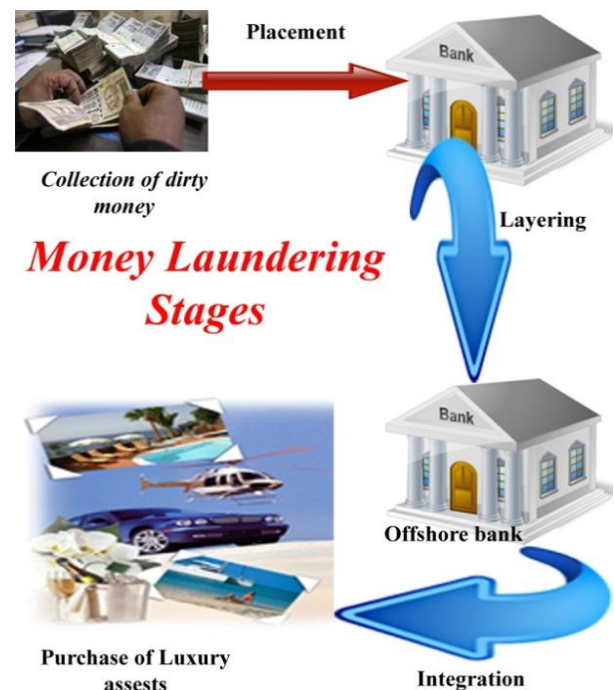 Placement
Bank
Collection of dirty
money
Layering
Money Laundering
Stages
Bank
Offshore bank
Purchase of Luxury
assests
Integration